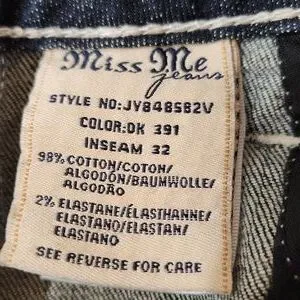 Miss Me
jeans
STYLE NO:JY8485B2V
COLOR:DK 391
INSEAM 32
98% COTTON/COTON/
ALGODÓN/BAUMWOLLE/
ALGODÃO
2% ELASTANE/ÉLASTHANNE/
ELASTANO/ELASTAN/
ELASTANO
SEE REVERSE FOR CARE